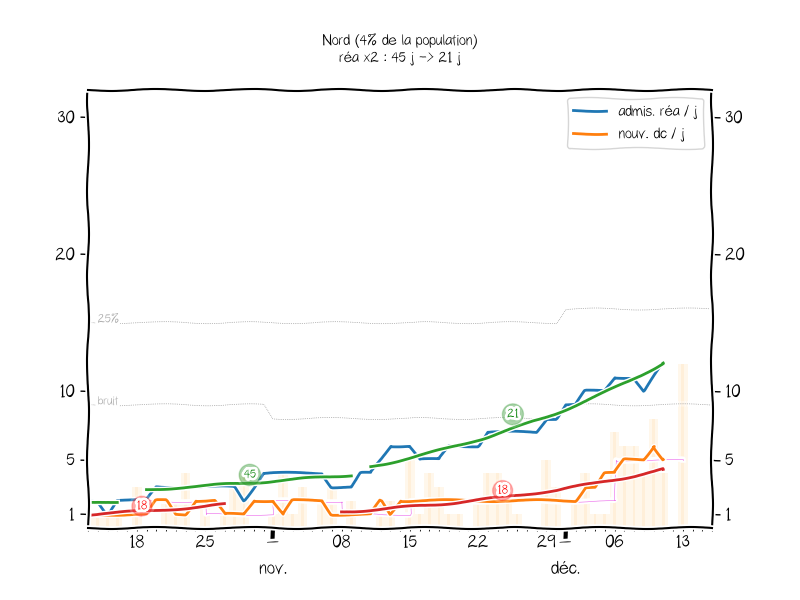 Nord (4% de la population)
réa x2 : 45 j -> 21 j
admis. réa / j
nouv. dc / j
30 30
20 20
25%
10 10
bruit
21
5 5
45
18
18
1 1
18 25 08 15 22 29 06 13
nov. déc.